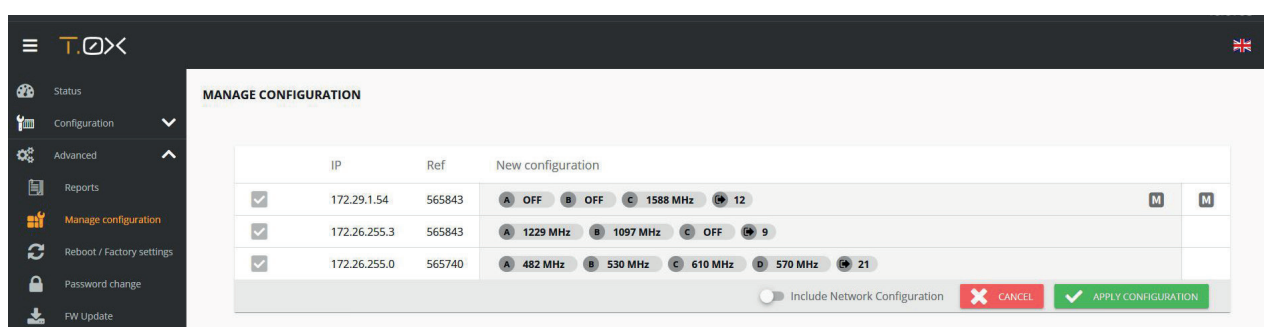 T.OX
Status
MANAGE CONFIGURATION
Configuration
Advanced
IP Ref New configuration
Reports
172.29.1.54 565843 A OFF B OFF C 1588 MHz 12 M M
Manage configuration
172.26.255.3 565843 A 1229 MHz B 1097 MHz C OFF 9
Reboot / Factory settings
172.26.255.0 565740 A 482 MHz B 530 MHz C 610 MHz D 570 MHz 21
Password change
Include Network Configuration CANCEL APPLY CONFIGURATION
FW Update